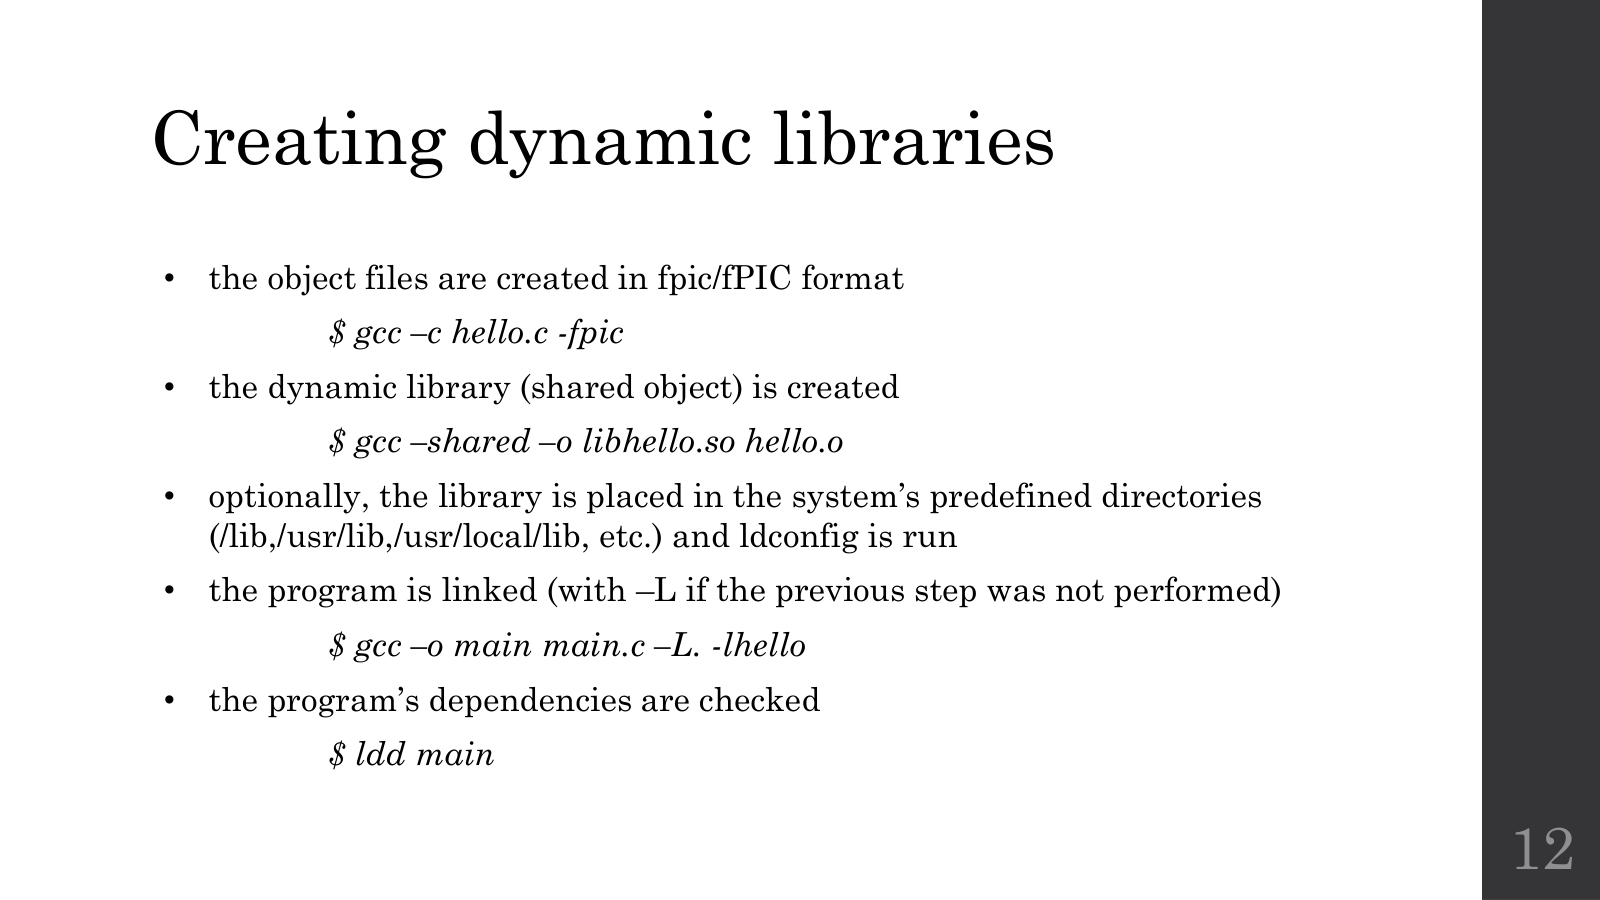 Creating dynamic libraries
• the object files are created in fpic/fPIC format
$ gcc –c hello.c -fpic
• the dynamic library (shared object) is created
$ gcc –shared –o libhello.so hello.o
• optionally, the library is placed in the system’s predefined directories
(/lib,/usr/lib,/usr/local/lib, etc.) and ldconfig is run
• the program is linked (with –L if the previous step was not performed)
$ gcc –o main main.c –L. -lhello
• the program’s dependencies are checked
$ ldd main
12